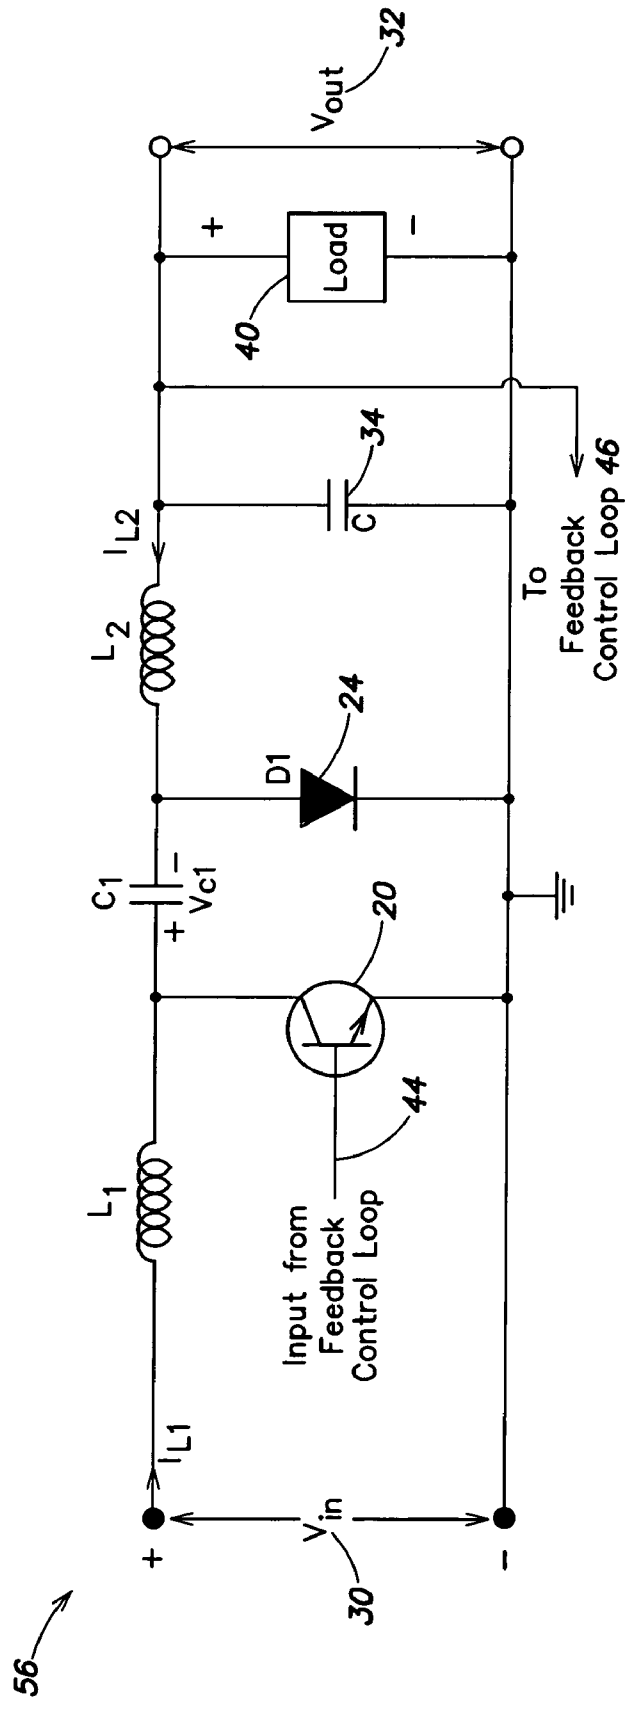 56
30
+
Vin
-
IL1
L1
Input from
Feedback
Control Loop
44
20
C1
+ -
Vc1
D1
24
L2
IL2
C
34
To
Feedback
Control Loop 46
40
Load
+
-
Vout
32